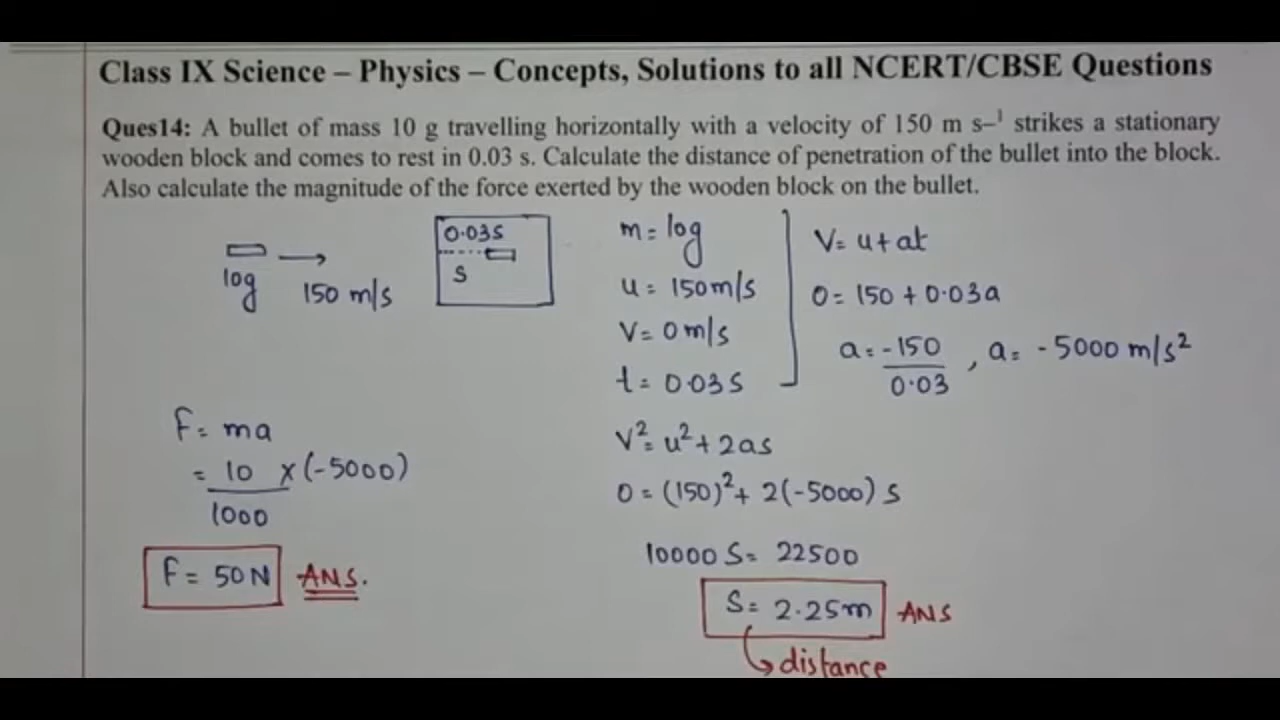 Class IX Science – Physics – Concepts, Solutions to all NCERT/CBSE Questions
Ques14: A bullet of mass 10 g travelling horizontally with a velocity of 150 m s–¹ strikes a stationary
wooden block and comes to rest in 0.03 s. Calculate the distance of penetration of the bullet into the block.
Also calculate the magnitude of the force exerted by the wooden block on the bullet.
10g
150 m/s
0.03s
S
m = 10g
u = 150m/s
V = 0 m/s
t = 0.03s
V = u + at
0 = 150 + 0.03a
a = -150/0.03 , a = -5000 m/s²
F = ma
= 10/1000 x (-5000)
F = 50N ANS.
V² = u² + 2as
0 = (150)² + 2(-5000) s
10000 S = 22500
S = 2.25m ANS
distance